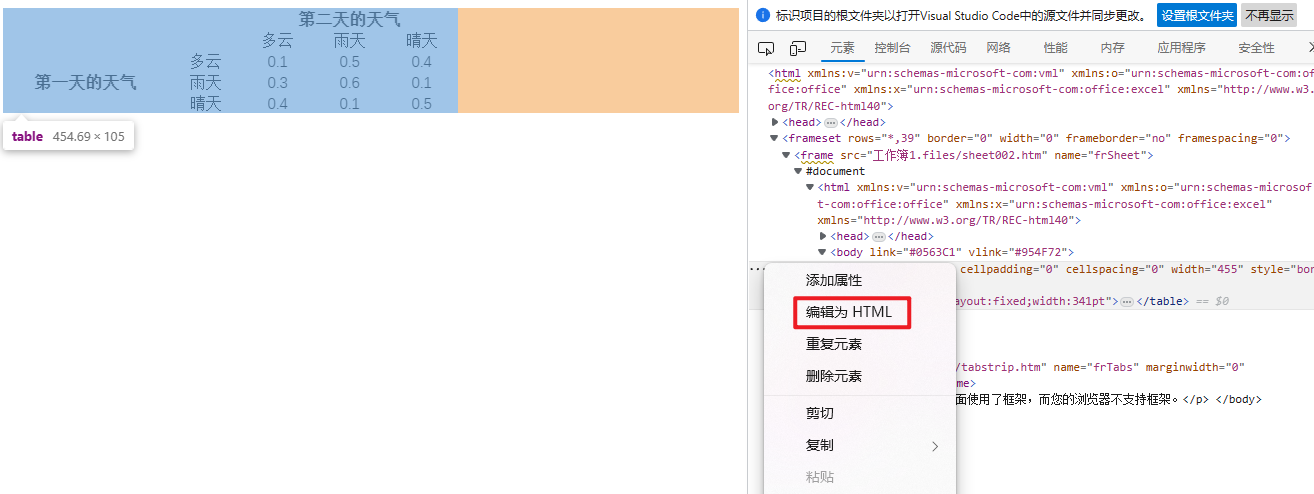 第二天的天气
多云 雨天 晴天
多云 0.1 0.5 0.4
第一天的天气 雨天 0.3 0.6 0.1
晴天 0.4 0.1 0.5
table 454.69 × 105
标识项目的根文件夹以打开Visual Studio Code中的源文件并同步更改。 设置根文件夹 不再显示
元素 控制台 源代码 网络 性能 内存 应用程序 安全性
<html xmlns:v="urn:schemas-microsoft-com:vml" xmlns:o="urn:schemas-microsoft-com:of
fice:office" xmlns:x="urn:schemas-microsoft-com:office:excel" xmlns="http://www.w3.
org/TR/REC-html40">
<head>…</head>
<frameset rows="*,39" border="0" width="0" frameborder="no" framespacing="0">
<frame src="工作簿1.files/sheet002.htm" name="frSheet">
#document
<html xmlns:v="urn:schemas-microsoft-com:vml" xmlns:o="urn:schemas-microsof
t-com:office:office" xmlns:x="urn:schemas-microsoft-com:office:excel"
xmlns="http://www.w3.org/TR/REC-html40">
<head>…</head>
<body link="#0563C1" vlink="#954F72">
… cellpadding="0" cellspacing="0" width="455" style="bor
ayout:fixed;width:341pt">…</table> == $0
/tabstrip.htm" name="frTabs" marginwidth="0"
me>
面使用了框架，而您的浏览器不支持框架。</p> </body>
添加属性
编辑为 HTML
重复元素
删除元素
剪切
复制
粘贴